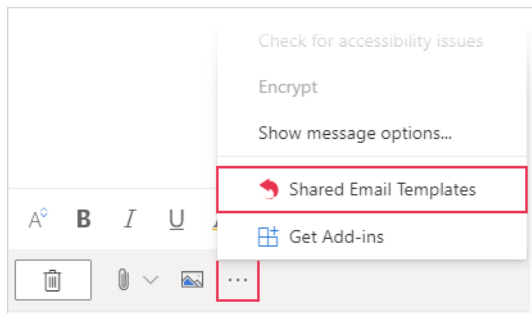 Check for accessibility issues
Encrypt
Show message options...
Shared Email Templates
Get Add-ins
A B I U
...